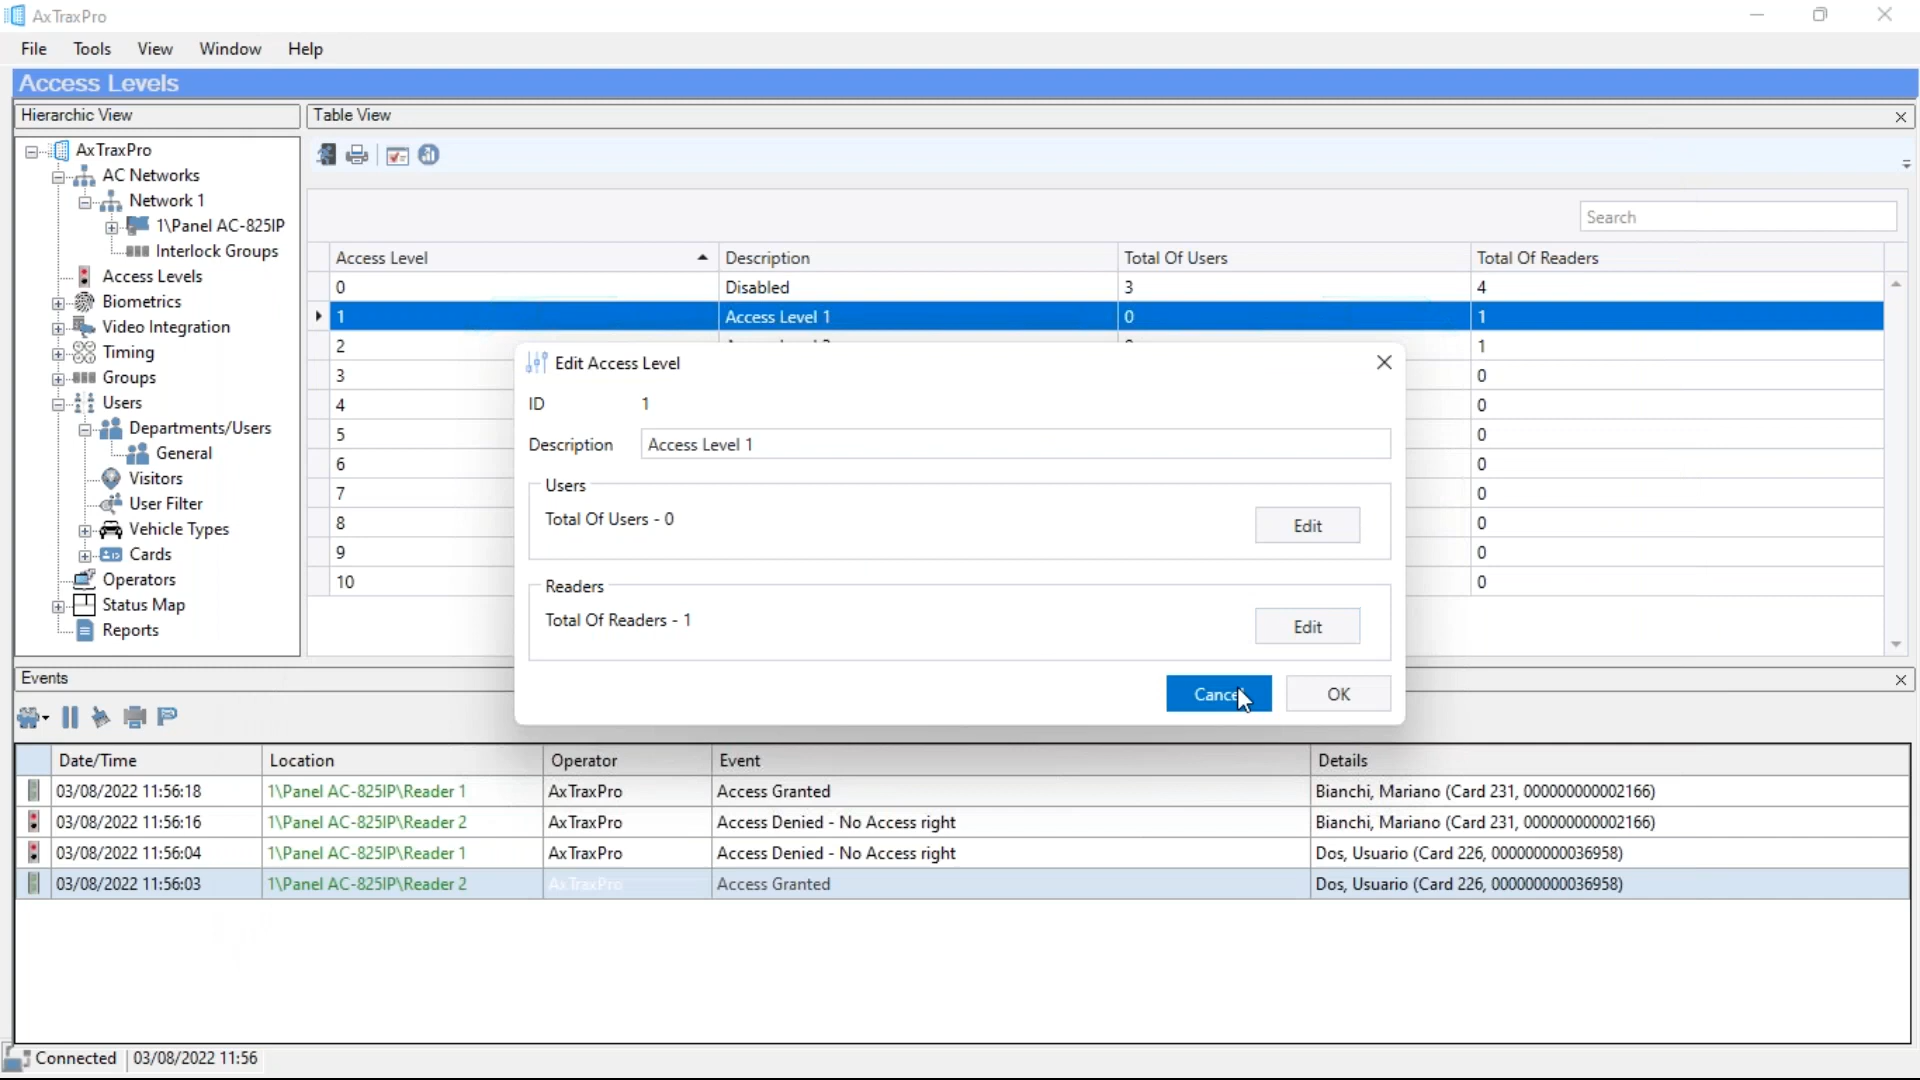 AxTraxPro
File Tools View Window Help
Access Levels
Hierarchic View
Table View
AxTraxPro
AC Networks
Network 1
1\Panel AC-825IP
Interlock Groups
Access Levels
Biometrics
Video Integration
Timing
Groups
Users
Departments/Users
General
Visitors
User Filter
Vehicle Types
Cards
Operators
Status Map
Reports
Search
Access Level Description Total Of Users Total Of Readers
0 Disabled 3 4
1 Access Level 1 0 1
2 1
3 0
4 0
5 0
6 0
7 0
8 0
9 0
10 0
Edit Access Level
ID 1
Description Access Level 1
Users
Total Of Users - 0 Edit
Readers
Total Of Readers - 1 Edit
Cancel OK
Events
Date/Time Location Operator Event Details
03/08/2022 11:56:18 1\Panel AC-825IP\Reader 1 AxTraxPro Access Granted Bianchi, Mariano (Card 231, 000000000002166)
03/08/2022 11:56:16 1\Panel AC-825IP\Reader 2 AxTraxPro Access Denied - No Access right Bianchi, Mariano (Card 231, 000000000002166)
03/08/2022 11:56:04 1\Panel AC-825IP\Reader 1 AxTraxPro Access Denied - No Access right Dos, Usuario (Card 226, 000000000036958)
03/08/2022 11:56:03 1\Panel AC-825IP\Reader 2 AxTraxPro Access Granted Dos, Usuario (Card 226, 000000000036958)
Connected 03/08/2022 11:56